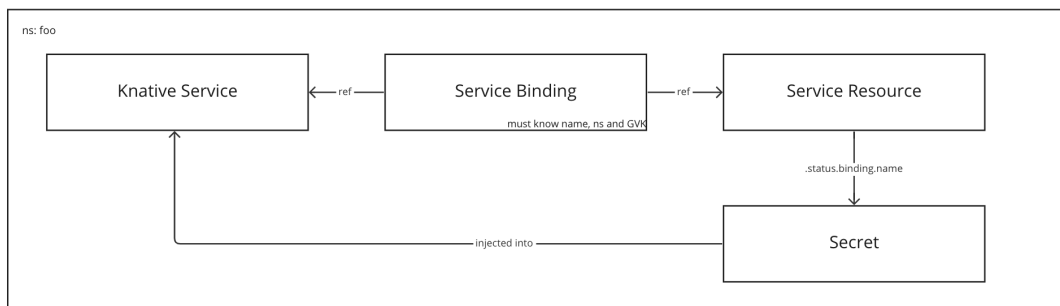 ns: foo
Knative Service
ref
Service Binding
must know name, ns and GVK
ref
Service Resource
.status.binding.name
injected into
Secret